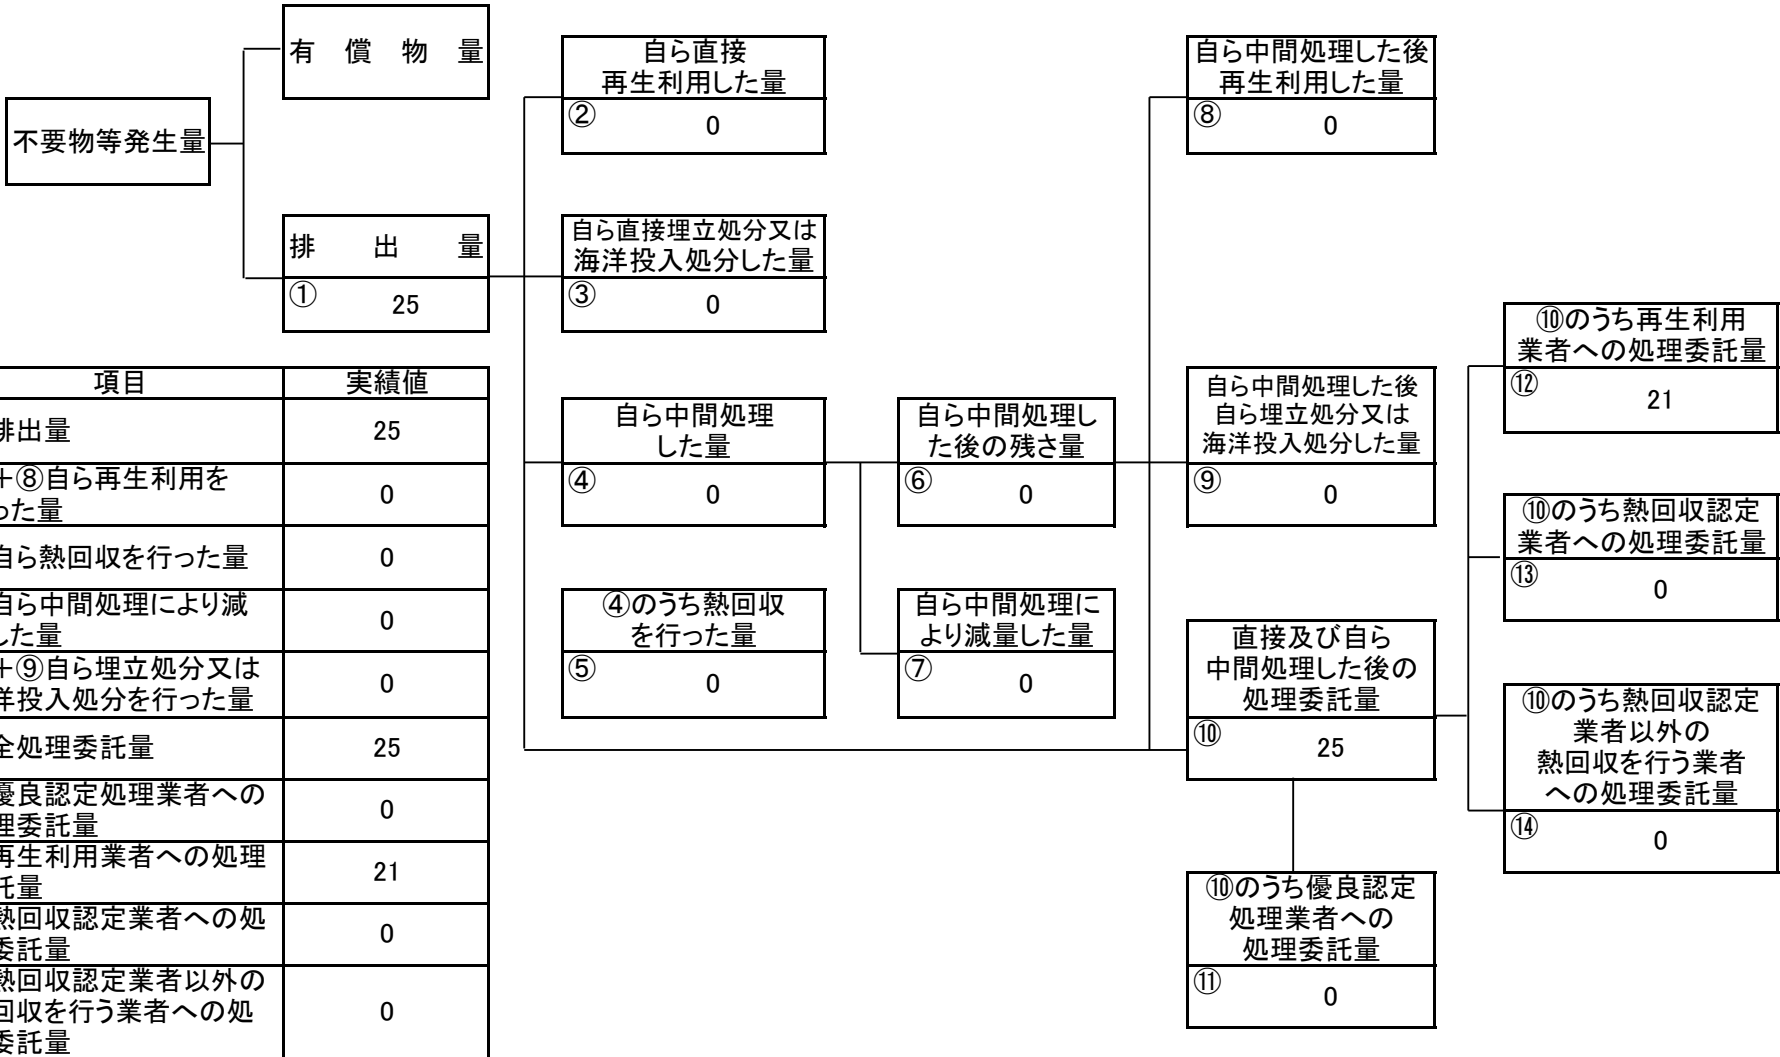 有償物量
不要物等発生量
排出量
① 25
自ら直接
再生利用した量
② 0
自ら直接埋立処分又は
海洋投入処分した量
③ 0
自ら中間処理
した量
④ 0
④のうち熱回収
を行った量
⑤ 0
自ら中間処理し
た後の残さ量
⑥ 0
自ら中間処理に
より減量した量
⑦ 0
自ら中間処理した後
再生利用した量
⑧ 0
自ら中間処理した後
自ら埋立処分又は
海洋投入処分した量
⑨ 0
直接及び自ら
中間処理した後の
処理委託量
⑩ 25
⑩のうち優良認定
処理業者への
処理委託量
⑪ 0
⑩のうち再生利用
業者への処理委託量
⑫ 21
⑩のうち熱回収認定
業者への処理委託量
⑬ 0
⑩のうち熱回収認定
業者以外の
熱回収を行う業者
への処理委託量
⑭ 0
項目 実績値
排出量 25
+⑧自ら再生利用を
った量 0
自ら熱回収を行った量 0
自ら中間処理により減
した量 0
+⑨自ら埋立処分又は
洋投入処分を行った量 0
全処理委託量 25
優良認定処理業者への
理委託量 0
再生利用業者への処理
託量 21
熱回収認定業者への処
委託量 0
熱回収認定業者以外の
回収を行う業者への処
委託量 0